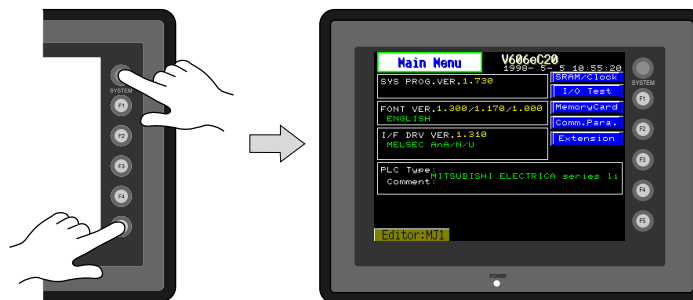 SYSTEM
F1
F2
F3
F4
Main Menu
V606eC20
1998- 5- 5 10:55:20
SYS PROG.VER.1.730
SRAM/Clock
I/O Test
FONT VER.1.300/1.170/1.000
ENGLISH
MemoryCard
Comm.Para.
I/F DRV VER.1.310
MELSEC AnA/N/U
Extension
PLC Type:
MITSUBISHI ELECTRIC
A series li
Comment:
Editor:MJ1
SYSTEM
F1
F2
F3
F4
F5
POWER